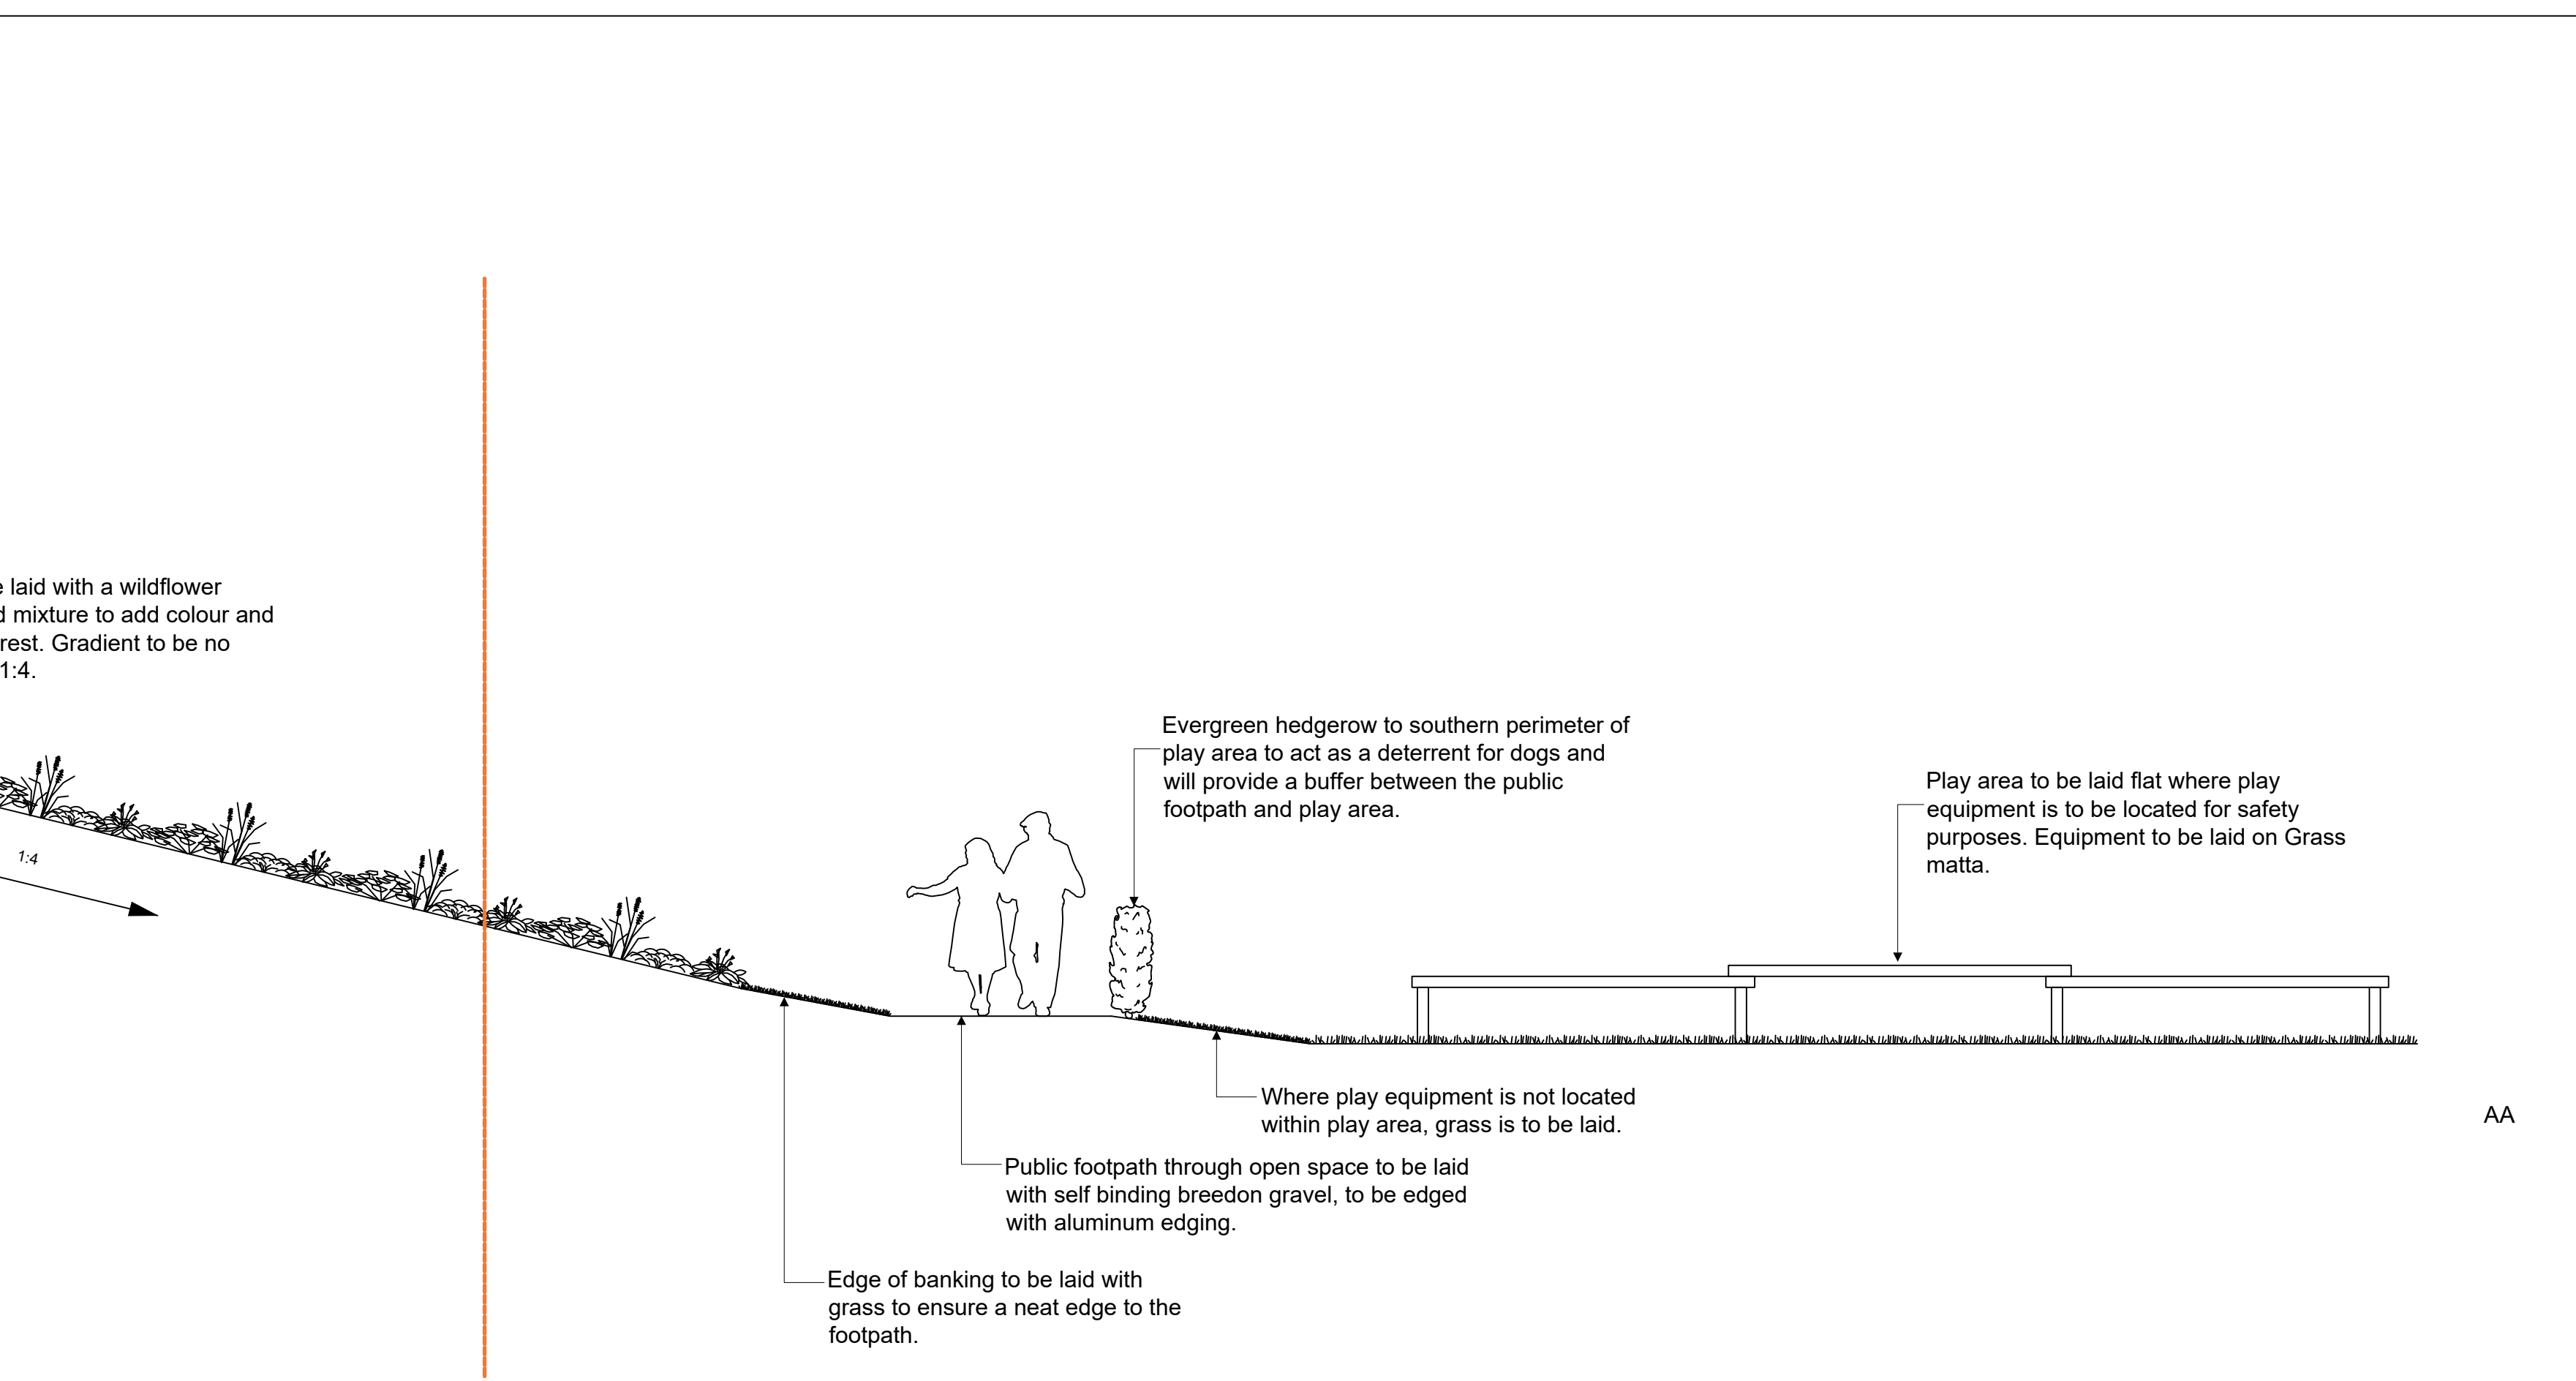 laid with a wildflower
mixture to add colour and
rest. Gradient to be no
1:4.
1:4
Evergreen hedgerow to southern perimeter of
play area to act as a deterrent for dogs and
will provide a buffer between the public
footpath and play area.
Play area to be laid flat where play
equipment is to be located for safety
purposes. Equipment to be laid on Grass
matta.
Where play equipment is not located
within play area, grass is to be laid.
AA
Public footpath through open space to be laid
with self binding breedon gravel, to be edged
with aluminum edging.
Edge of banking to be laid with
grass to ensure a neat edge to the
footpath.